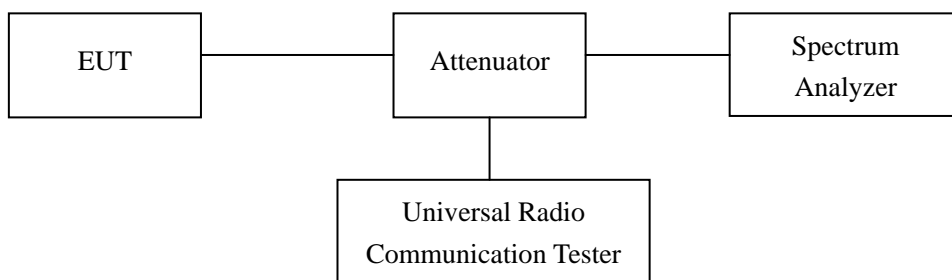 EUT
Attenuator
Spectrum
Analyzer
Universal Radio
Communication Tester